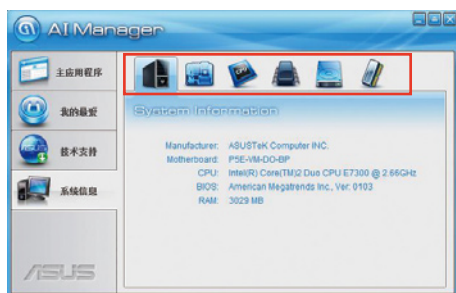 AI Manager
主应用程序
我的最爱
技术支持
系统信息
System Information
Manufacturer: ASUSTeK Computer INC.
Motherboard: P5E-VM-DO-BP
CPU: Intel(R) Core(TM)2 Duo CPU E7300 @ 2.66GHz
BIOS: American Megatrends Inc., Ver: 0103
RAM: 3029 MB
ASUS